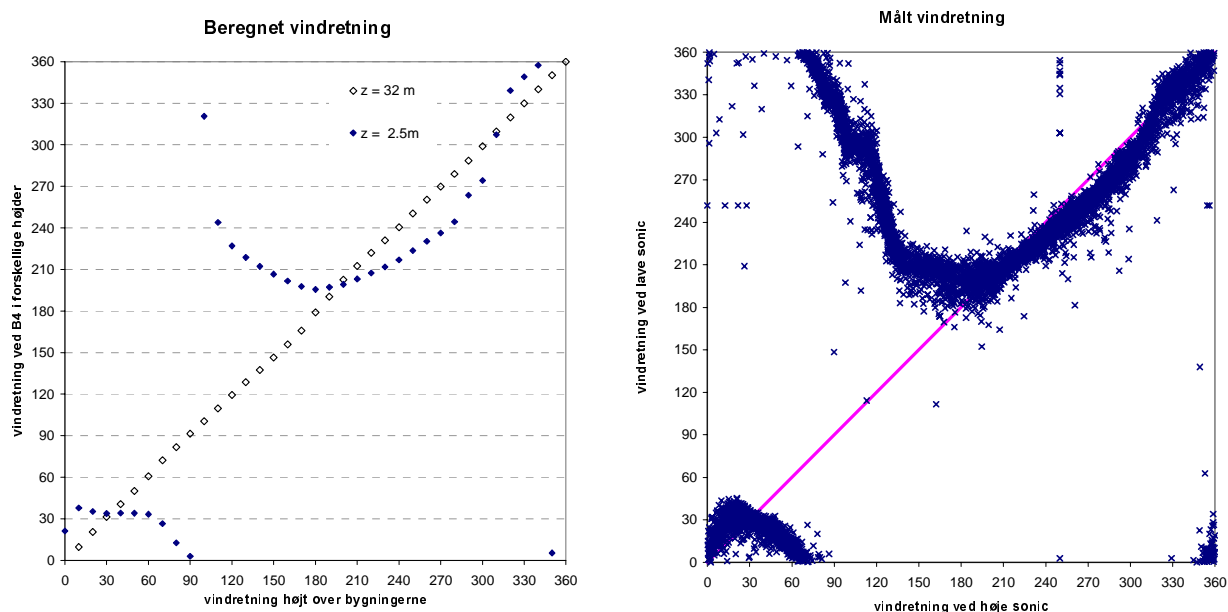 Beregnet vindretning
vindretning ved B4 i forskellige højder
360
330
300
270
240
210
180
150
120
90
60
30
0
z = 32 m
z = 2.5m
0 30 60 90 120 150 180 210 240 270 300 330 360
vindretning højt over bygningerne
Målt vindretning
vindretning ved lave sonic
360
330
300
270
240
210
180
150
120
90
60
30
0
0 30 60 90 120 150 180 210 240 270 300 330 360
vindretning ved høje sonic